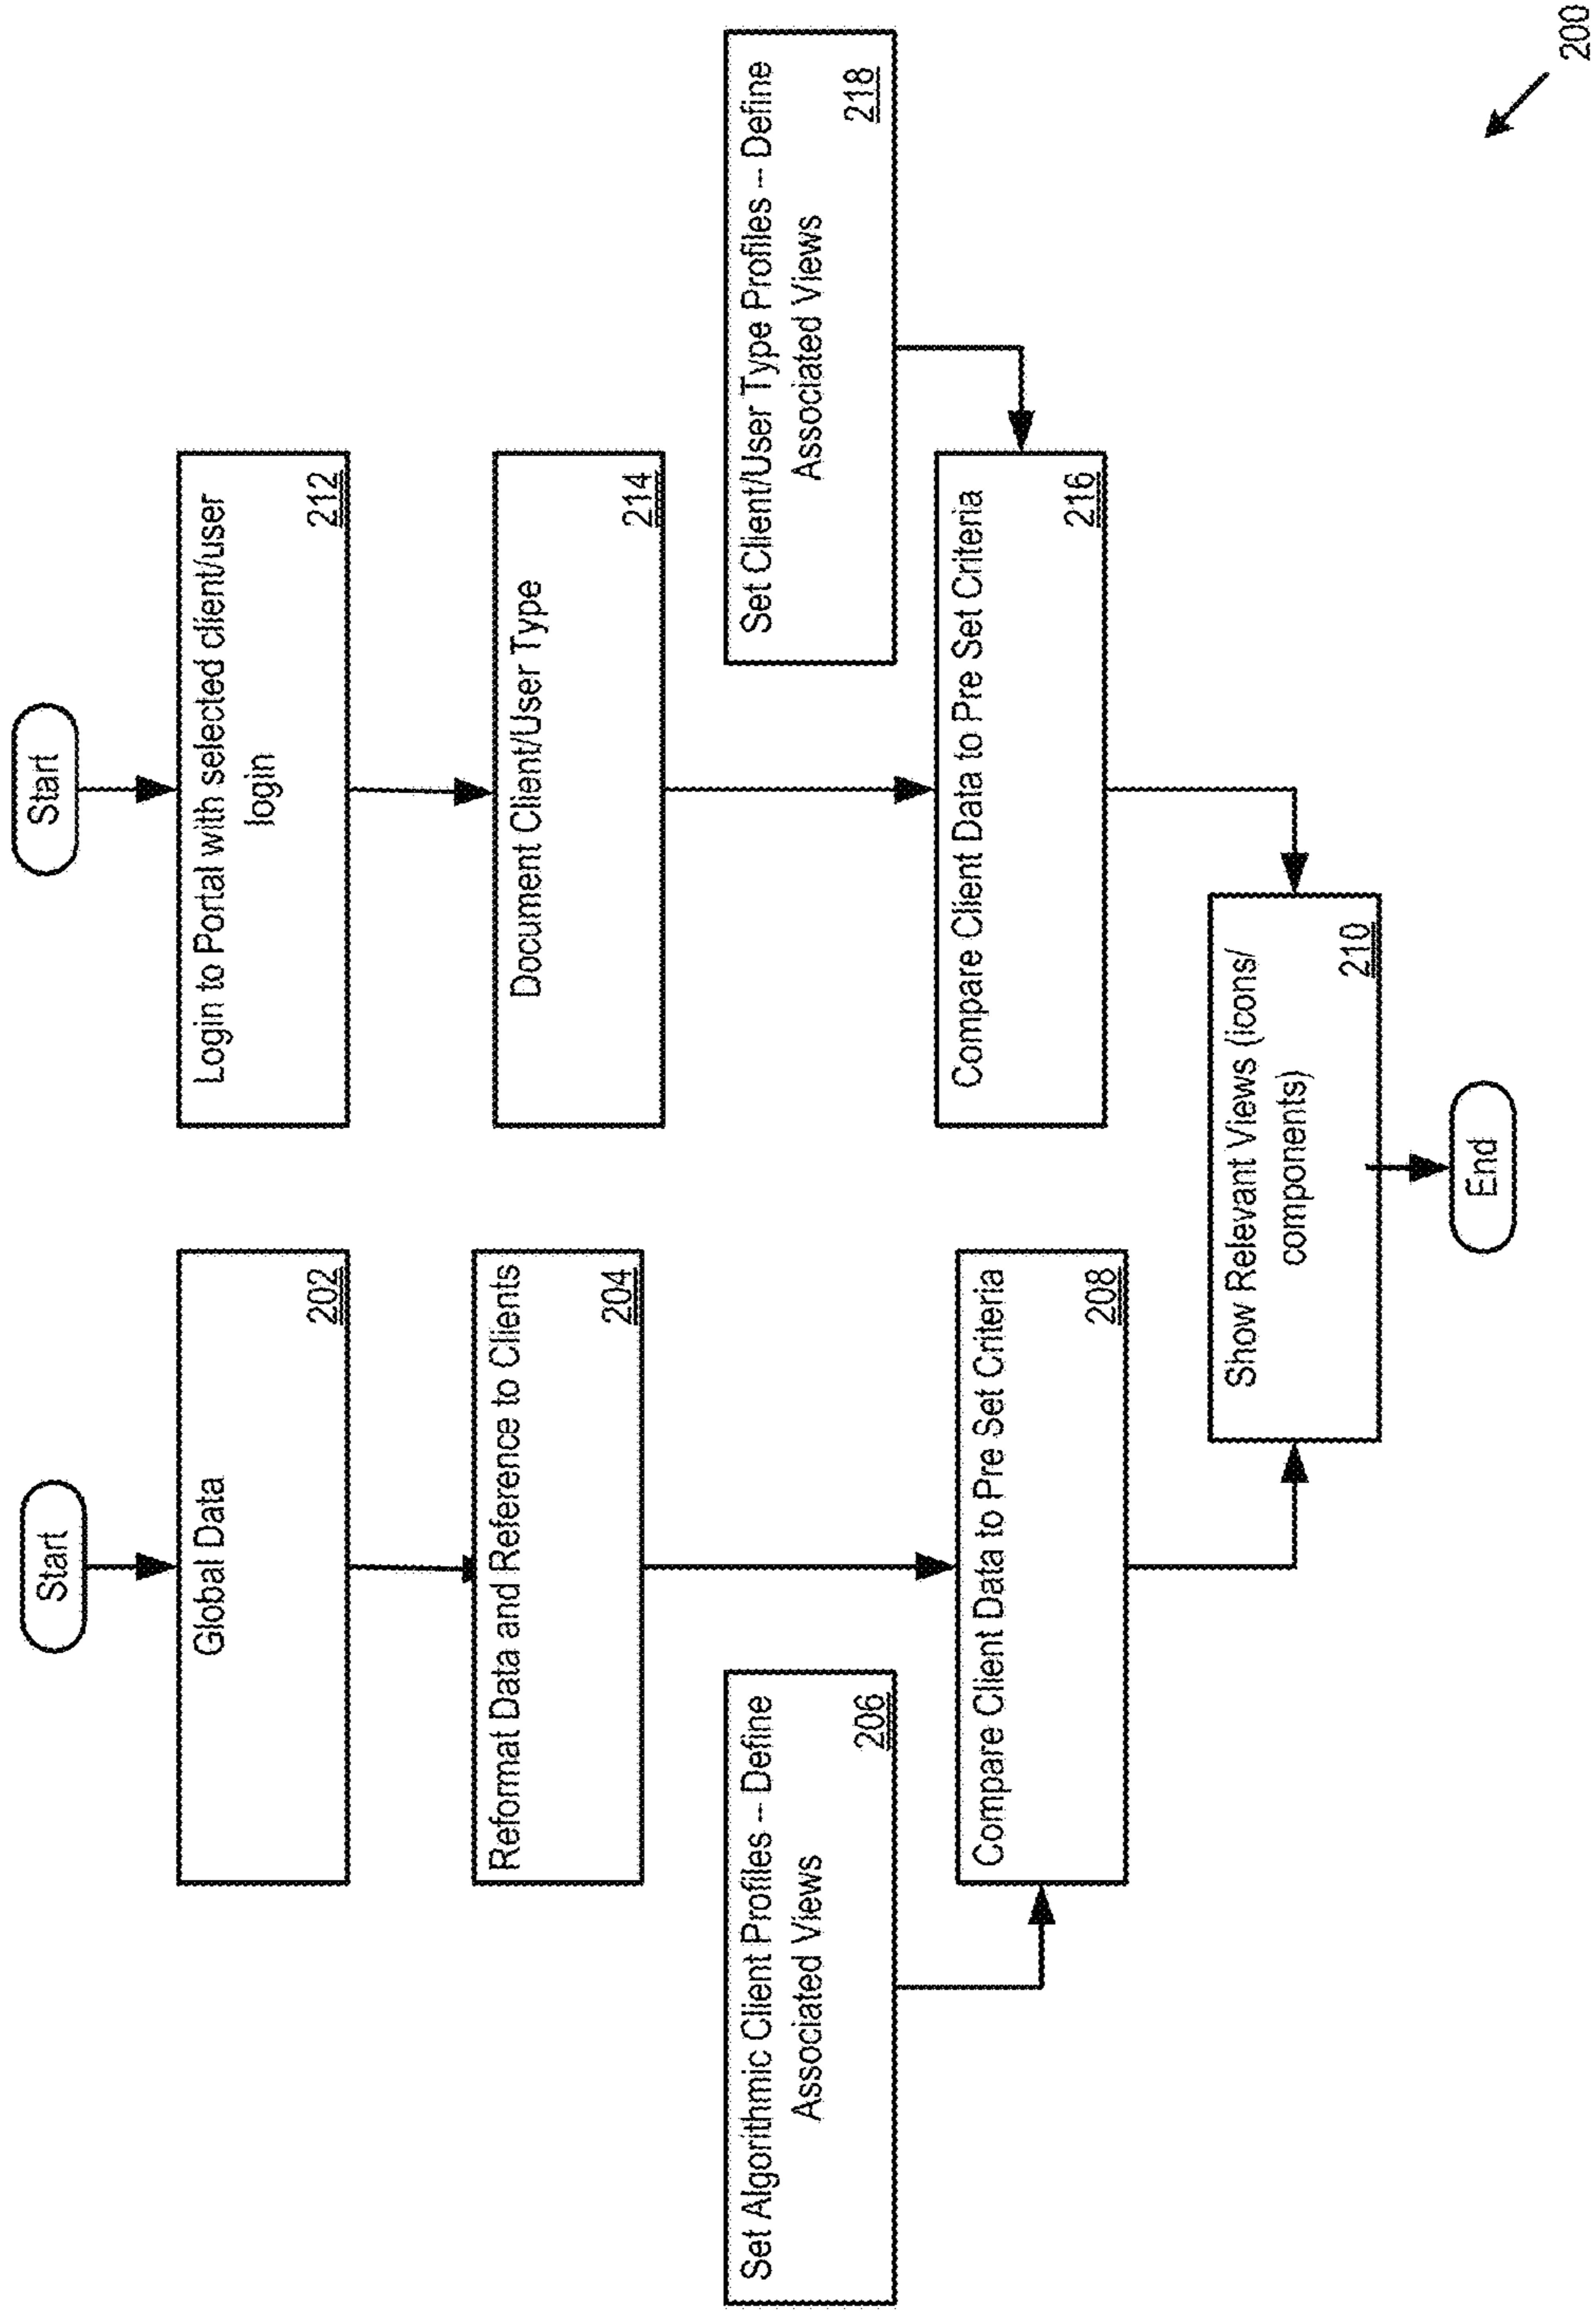 Start
Global Data
202
Reformat Data and Reference to Clients
204
Set Algorithmic Client Profiles -- Define
Associated Views
206
Compare Client Data to Pre Set Criteria
208
Start
Login to Portal with selected client/user
login
212
Document Client/User Type
214
Set Client/User Type Profiles -- Define
Associated Views
218
Compare Client Data to Pre Set Criteria
216
Show Relevant Views (icons/
components)
210
End
200